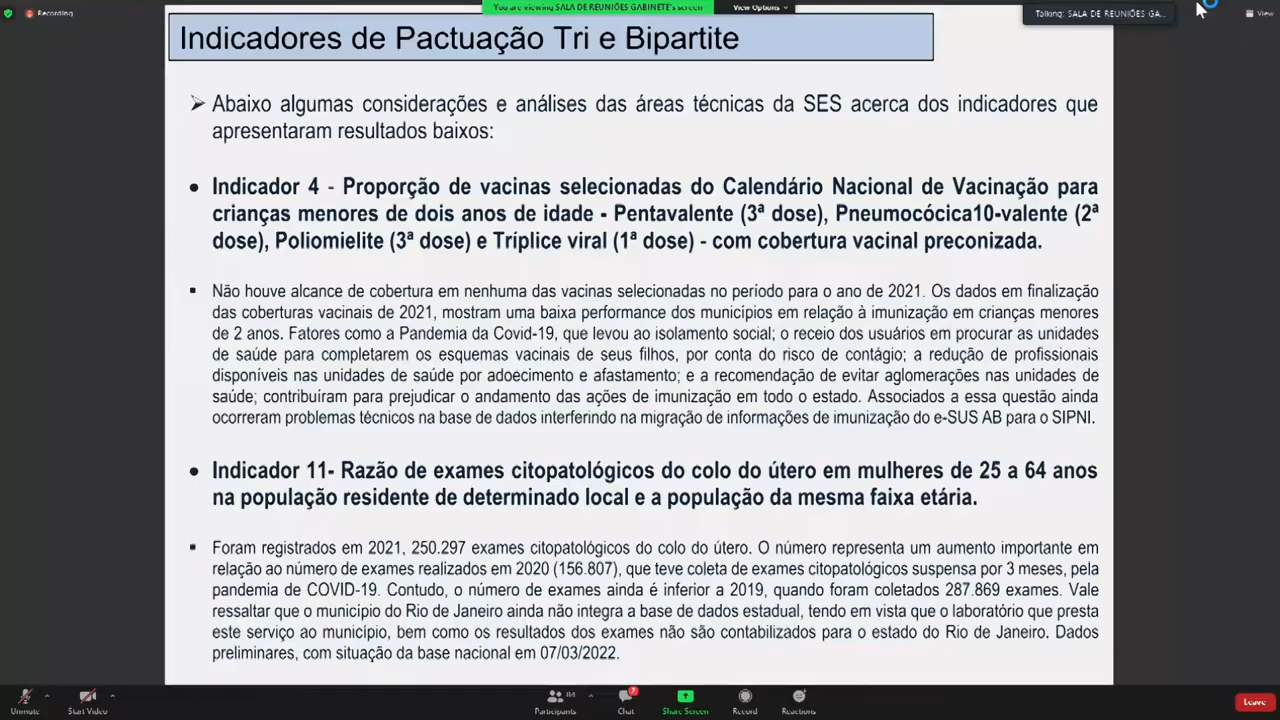 Recording
You are viewing SALA DE REUNIÕES GABINETE's screen
View Options
Talking: SALA DE REUNIÕES GA...
View
Indicadores de Pactuação Tri e Bipartite
Abaixo algumas considerações e análises das áreas técnicas da SES acerca dos indicadores que
apresentaram resultados baixos:
Indicador 4 - Proporção de vacinas selecionadas do Calendário Nacional de Vacinação para
crianças menores de dois anos de idade - Pentavalente (3ª dose), Pneumocócica10-valente (2ª
dose), Poliomielite (3ª dose) e Tríplice viral (1ª dose) - com cobertura vacinal preconizada.
Não houve alcance de cobertura em nenhuma das vacinas selecionadas no período para o ano de 2021. Os dados em finalização
das coberturas vacinais de 2021, mostram uma baixa performance dos municípios em relação à imunização em crianças menores
de 2 anos. Fatores como a Pandemia da Covid-19, que levou ao isolamento social; o receio dos usuários em procurar as unidades
de saúde para completarem os esquemas vacinais de seus filhos, por conta do risco de contágio; a redução de profissionais
disponíveis nas unidades de saúde por adoecimento e afastamento; e a recomendação de evitar aglomerações nas unidades de
saúde; contribuíram para prejudicar o andamento das ações de imunização em todo o estado. Associados a essa questão ainda
ocorreram problemas técnicos na base de dados interferindo na migração de informações de imunização do e-SUS AB para o SIPNI.
Indicador 11- Razão de exames citopatológicos do colo do útero em mulheres de 25 a 64 anos
na população residente de determinado local e a população da mesma faixa etária.
Foram registrados em 2021, 250.297 exames citopatológicos do colo do útero. O número representa um aumento importante em
relação ao número de exames realizados em 2020 (156.807), que teve coleta de exames citopatológicos suspensa por 3 meses, pela
pandemia de COVID-19. Contudo, o número de exames ainda é inferior a 2019, quando foram coletados 287.869 exames. Vale
ressaltar que o município do Rio de Janeiro ainda não integra a base de dados estadual, tendo em vista que o laboratório que presta
este serviço ao município, bem como os resultados dos exames não são contabilizados para o estado do Rio de Janeiro. Dados
preliminares, com situação da base nacional em 07/03/2022.
Unmute
Start Video
Participants
Chat
Share Screen
Record
Reactions
Leave